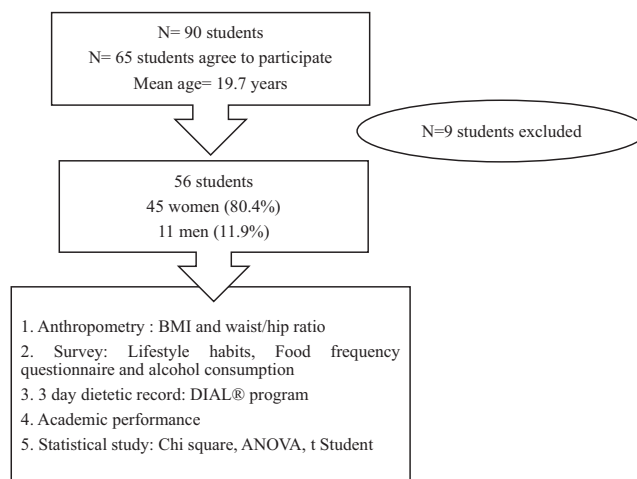 N= 90 students
N= 65 students agree to participate
Mean age= 19.7 years
N=9 students excluded
56 students
45 women (80.4%)
11 men (11.9%)
1. Anthropometry : BMI and waist/hip ratio
2. Survey: Lifestyle habits, Food frequency
questionnaire and alcohol consumption
3. 3 day dietetic record: DIAL® program
4. Academic performance
5. Statistical study: Chi square, ANOVA, t Student